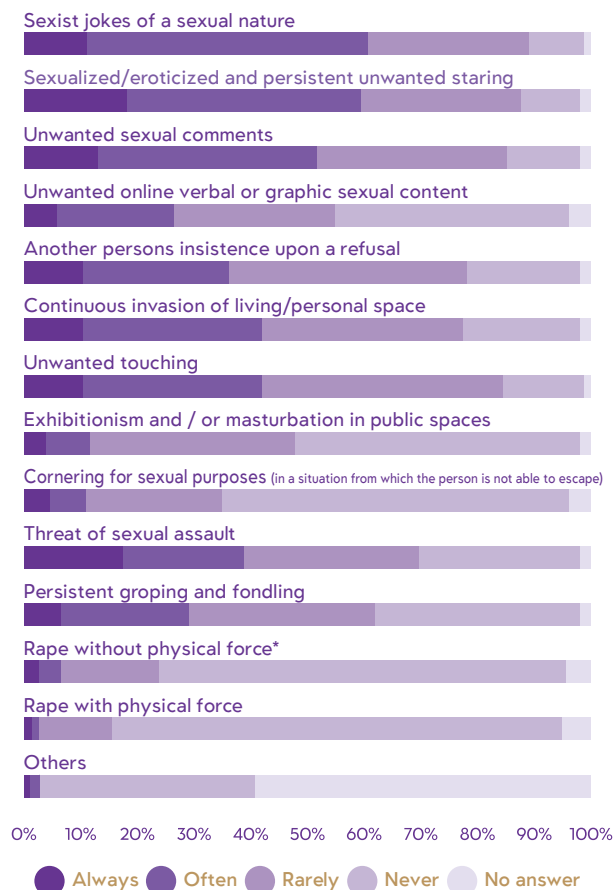 Sexist jokes of a sexual nature
Sexualized/eroticized and persistent unwanted staring
Unwanted sexual comments
Unwanted online verbal or graphic sexual content
Another persons insistence upon a refusal
Continuous invasion of living/personal space
Unwanted touching
Exhibitionism and / or masturbation in public spaces
Cornering for sexual purposes (in a situation from which the person is not able to escape)
Threat of sexual assault
Persistent groping and fondling
Rape without physical force*
Rape with physical force
Others
0% 10% 20% 30% 40% 50% 60% 70% 80% 90% 100%
Always Often Rarely Never No answer